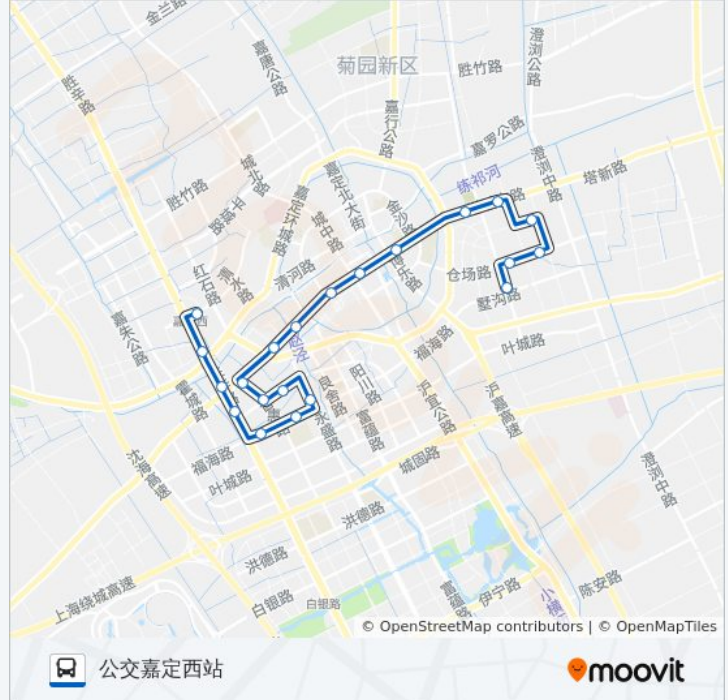 金兰路
嘉唐公路
澄浏公路
菊园新区
胜竹路
胜辛路
嘉行公路
嘉罗公路
澄浏中路
塔新路
练祁河
路
城北路
嘉定北大街
胜竹路
嘉定环城路
城中路
金沙路
红石路
清水路
清河路
仓场路
墅沟路
嘉朱公路
赵泾
福海路
叶城路
良舍路
阳川路
沪宜公路
沪嘉高速
永盛路
富蕴路
沈海高速
福海路
叶城路
城固路
澄浏中路
洪德路
洪德路
上海绕城高速
白银路
白银路
富蕴路
伊宁路
陈安路
© OpenStreetMap contributors | © OpenMapTiles
公交嘉定西站
moovit